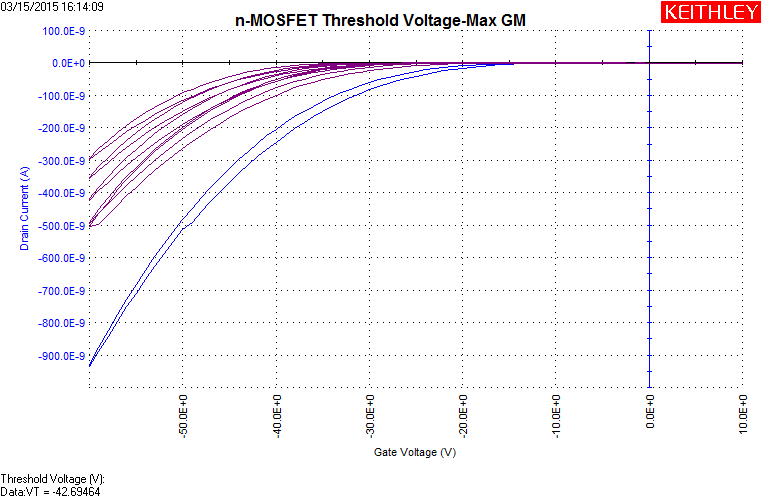 03/15/2015 16:14:09
n-MOSFET Threshold Voltage-Max GM
KEITHLEY
100.0E-9
0.0E+0
-100.0E-9
-200.0E-9
-300.0E-9
-400.0E-9
-500.0E-9
-600.0E-9
-700.0E-9
-800.0E-9
-900.0E-9
Drain Current (A)
-50.0E+0
-40.0E+0
-30.0E+0
-20.0E+0
-10.0E+0
0.0E+0
10.0E+0
Gate Voltage (V)
Threshold Voltage (V):
Data:VT = -42.69464